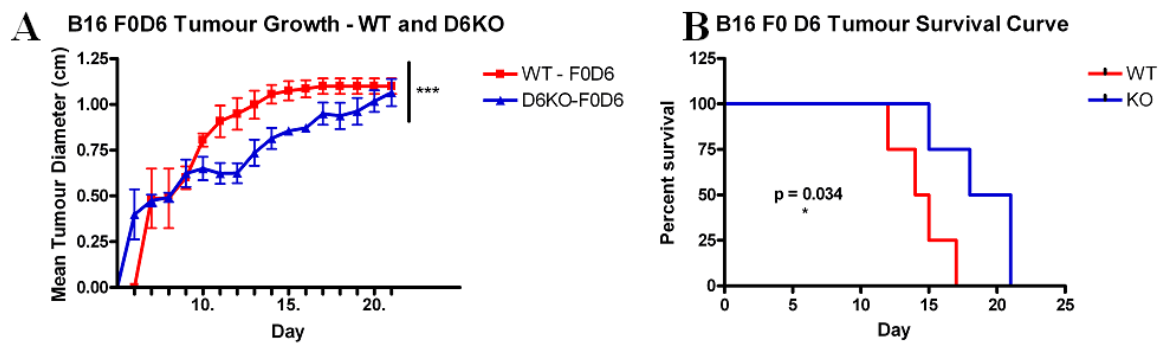 A
B16 F0D6 Tumour Growth - WT and D6KO
Mean Tumour Diameter (cm)
1.25
1.00
0.75
0.50
0.25
0.00
10.
15.
20.
Day
WT - F0D6
D6KO-F0D6
***
B
B16 F0 D6 Tumour Survival Curve
Percent survival
100
75
50
25
0
0
5
10
15
20
25
Day
p = 0.034
*
WT
KO